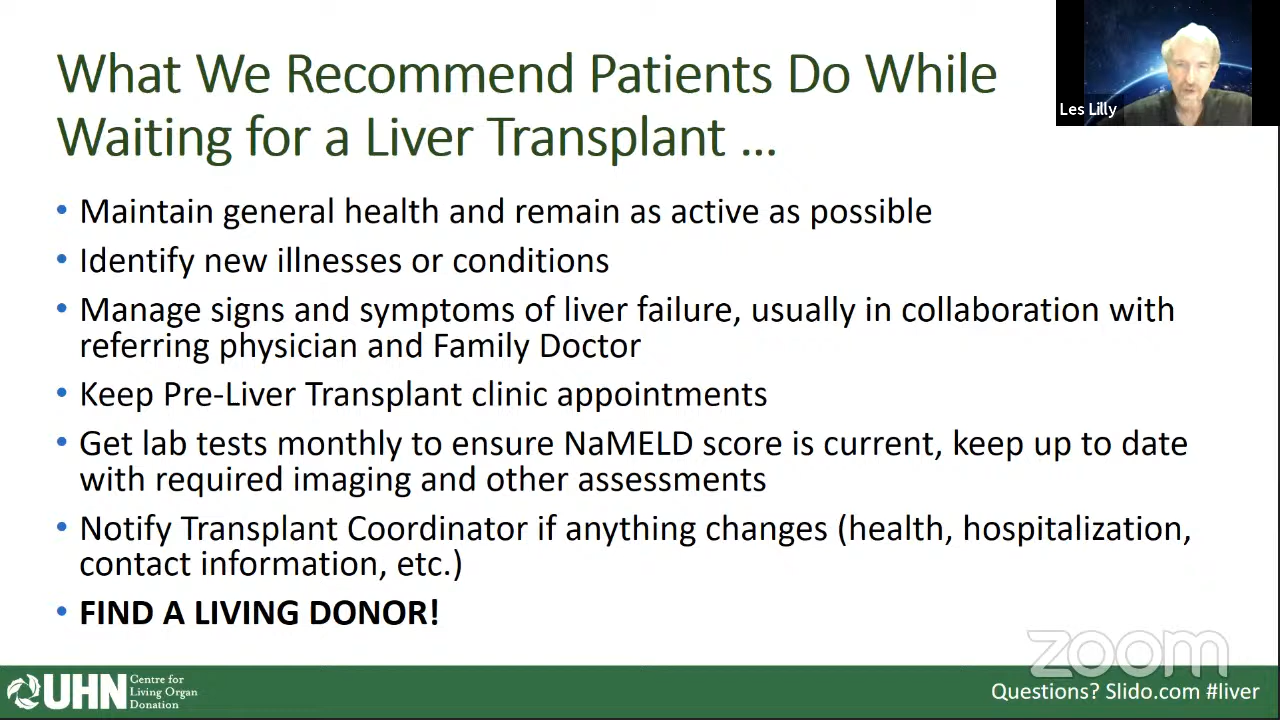 What We Recommend Patients Do While
Waiting for a Liver Transplant ...
Les Lilly
• Maintain general health and remain as active as possible
• Identify new illnesses or conditions
• Manage signs and symptoms of liver failure, usually in collaboration with
referring physician and Family Doctor
• Keep Pre-Liver Transplant clinic appointments
• Get lab tests monthly to ensure NaMELD score is current, keep up to date
with required imaging and other assessments
• Notify Transplant Coordinator if anything changes (health, hospitalization,
contact information, etc.)
• FIND A LIVING DONOR!
zoom
UHN
Centre for
Living Organ
Donation
Questions? Slido.com #liver